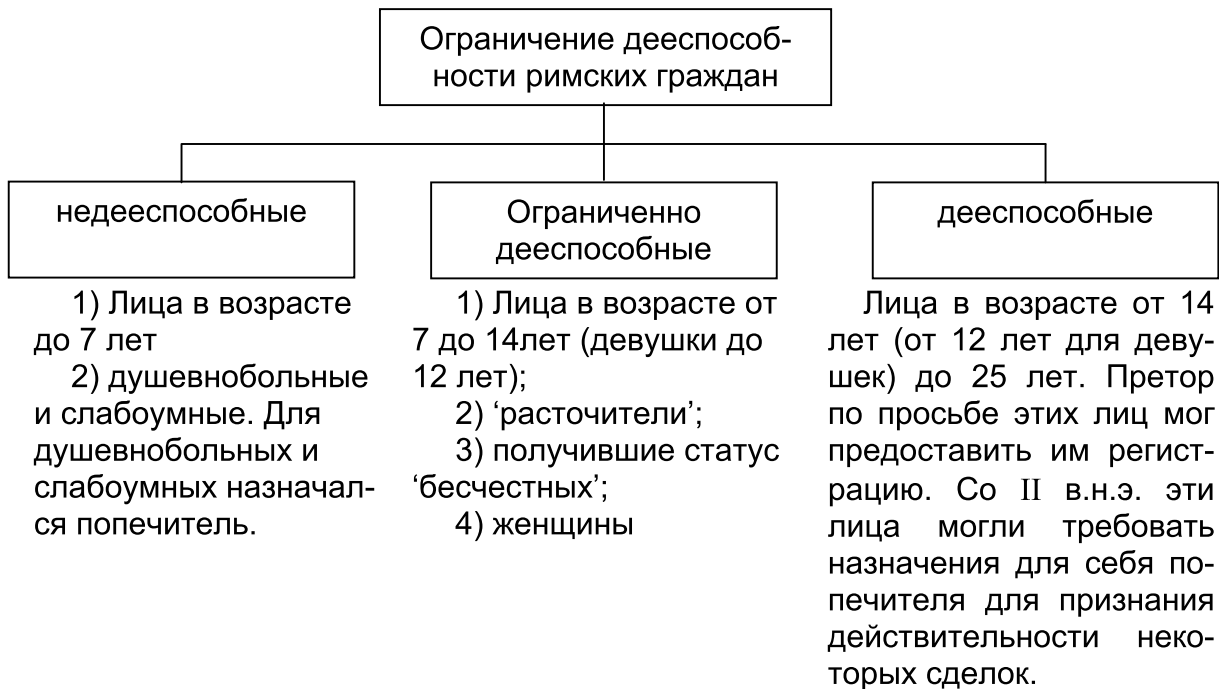 Ограничение дееспособ-
ности римских граждан
недееспособные
Ограниченно
дееспособные
дееспособные
1) Лица в возрасте
до 7 лет
2) душевнобольные
и слабоумные. Для
душевнобольных и
слабоумных назначал-
ся попечитель.
1) Лица в возрасте от
7 до 14лет (девушки до
12 лет);
2) ‘расточители’;
3) получившие статус
‘бесчестных’;
4) женщины
Лица в возрасте от 14
лет (от 12 лет для деву-
шек) до 25 лет. Претор
по просьбе этих лиц мог
предоставить им регист-
рацию. Со II в.н.э. эти
лица могли требовать
назначения для себя по-
печителя для признания
действительности неко-
торых сделок.